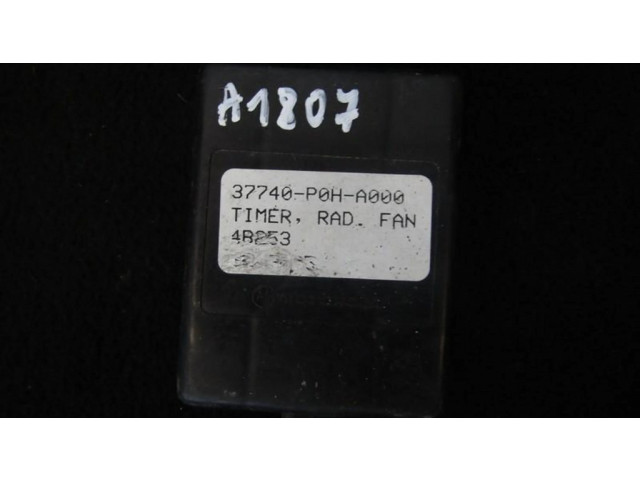 A1807
37740-P0H-A000
TIMER, RAD. FAN
4B253